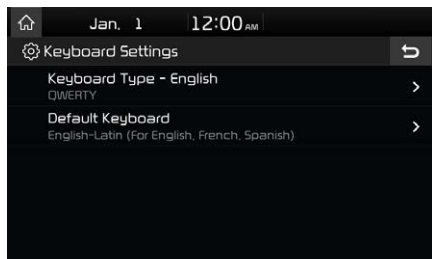 Jan. 1 12:00 AM
Keyboard Settings
Keyboard Type - English
QWERTY
Default Keyboard
English-Latin (For English, French, Spanish)